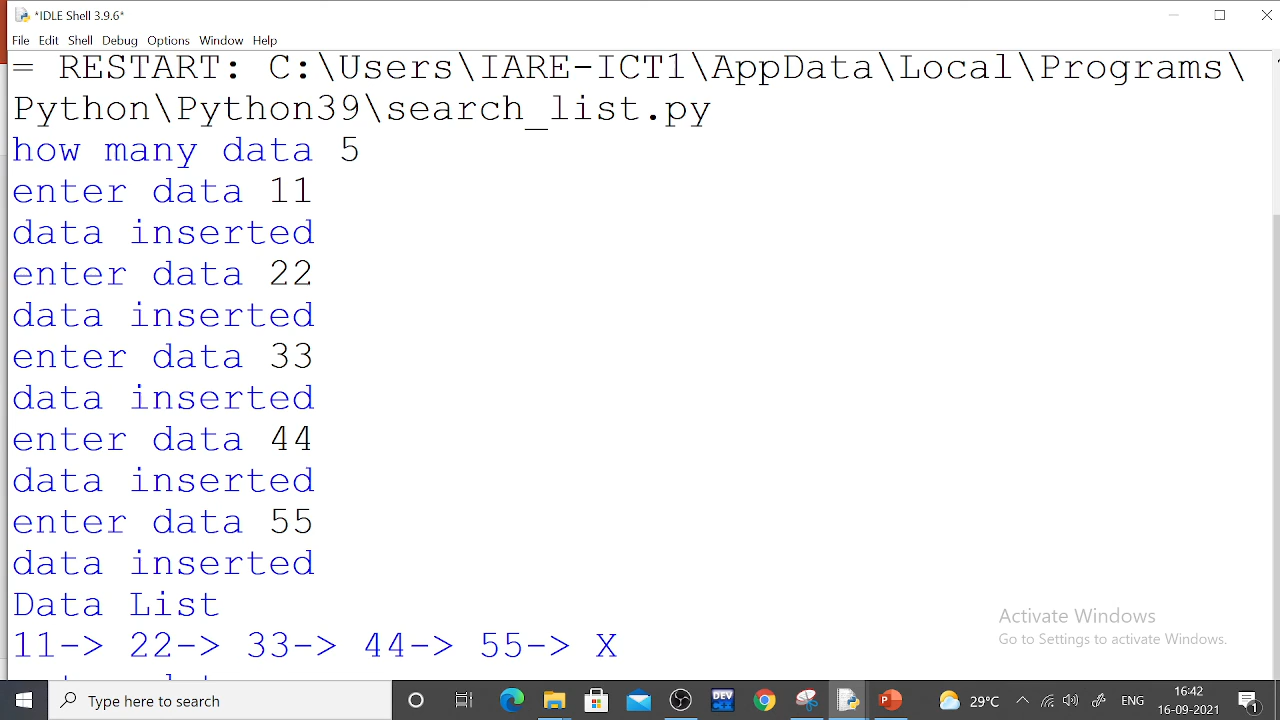 *IDLE Shell 3.9.6*
File Edit Shell Debug Options Window Help
= RESTART: C:\Users\IARE-ICT1\AppData\Local\Programs\
Python\Python39\search_list.py
how many data 5
enter data 11
data inserted
enter data 22
data inserted
enter data 33
data inserted
enter data 44
data inserted
enter data 55
data inserted
Data List
11-> 22-> 33-> 44-> 55-> X
Activate Windows
Go to Settings to activate Windows.
Type here to search
DEV C++
29°C
ENG
16:42
16-09-2021
1